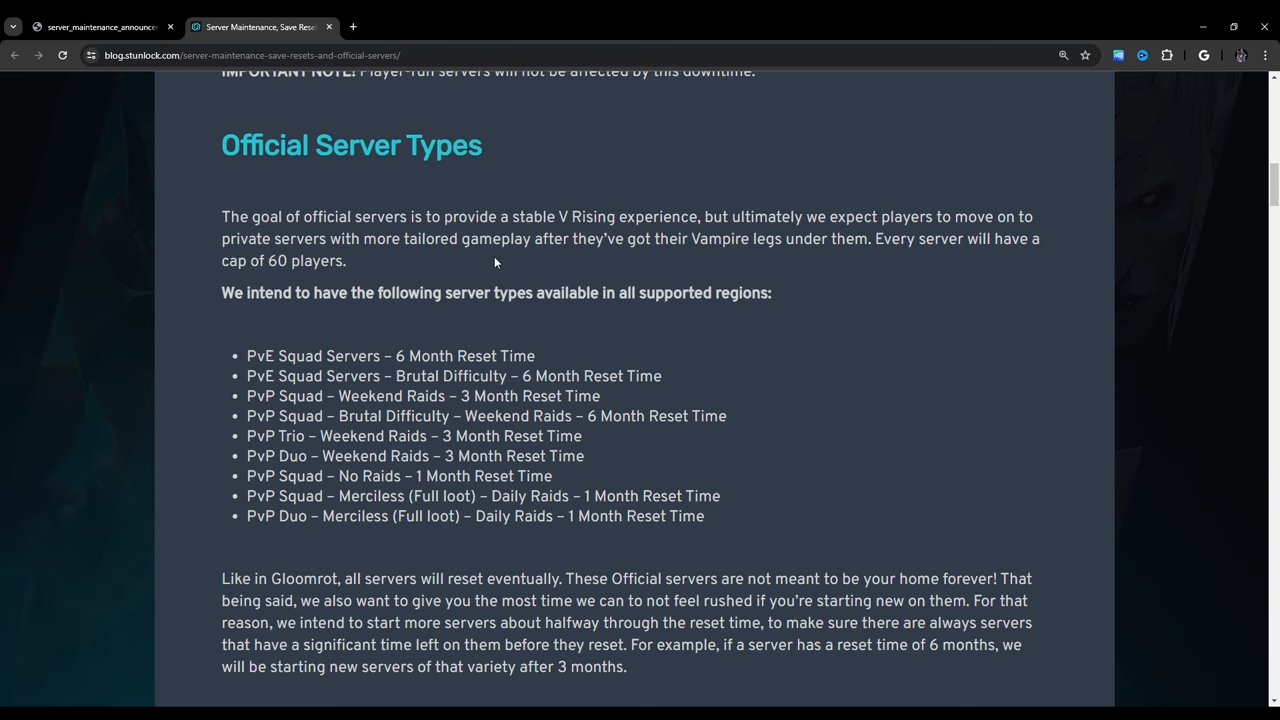 server_maintenance_announce
Server Maintenance, Save Rese
blog.stunlock.com/server-maintenance-save-resets-and-official-servers/
IMPORTANT NOTE! Player-run servers will not be affected by this downtime.
Official Server Types
The goal of official servers is to provide a stable V Rising experience, but ultimately we expect players to move on to
private servers with more tailored gameplay after they've got their Vampire legs under them. Every server will have a
cap of 60 players.
We intend to have the following server types available in all supported regions:
• PvE Squad Servers – 6 Month Reset Time
• PvE Squad Servers – Brutal Difficulty – 6 Month Reset Time
• PvP Squad – Weekend Raids – 3 Month Reset Time
• PvP Squad – Brutal Difficulty – Weekend Raids – 6 Month Reset Time
• PvP Trio – Weekend Raids – 3 Month Reset Time
• PvP Duo – Weekend Raids – 3 Month Reset Time
• PvP Squad – No Raids – 1 Month Reset Time
• PvP Squad – Merciless (Full loot) – Daily Raids – 1 Month Reset Time
• PvP Duo – Merciless (Full loot) – Daily Raids – 1 Month Reset Time
Like in Gloomrot, all servers will reset eventually. These Official servers are not meant to be your home forever! That
being said, we also want to give you the most time we can to not feel rushed if you're starting new on them. For that
reason, we intend to start more servers about halfway through the reset time, to make sure there are always servers
that have a significant time left on them before they reset. For example, if a server has a reset time of 6 months, we
will be starting new servers of that variety after 3 months.